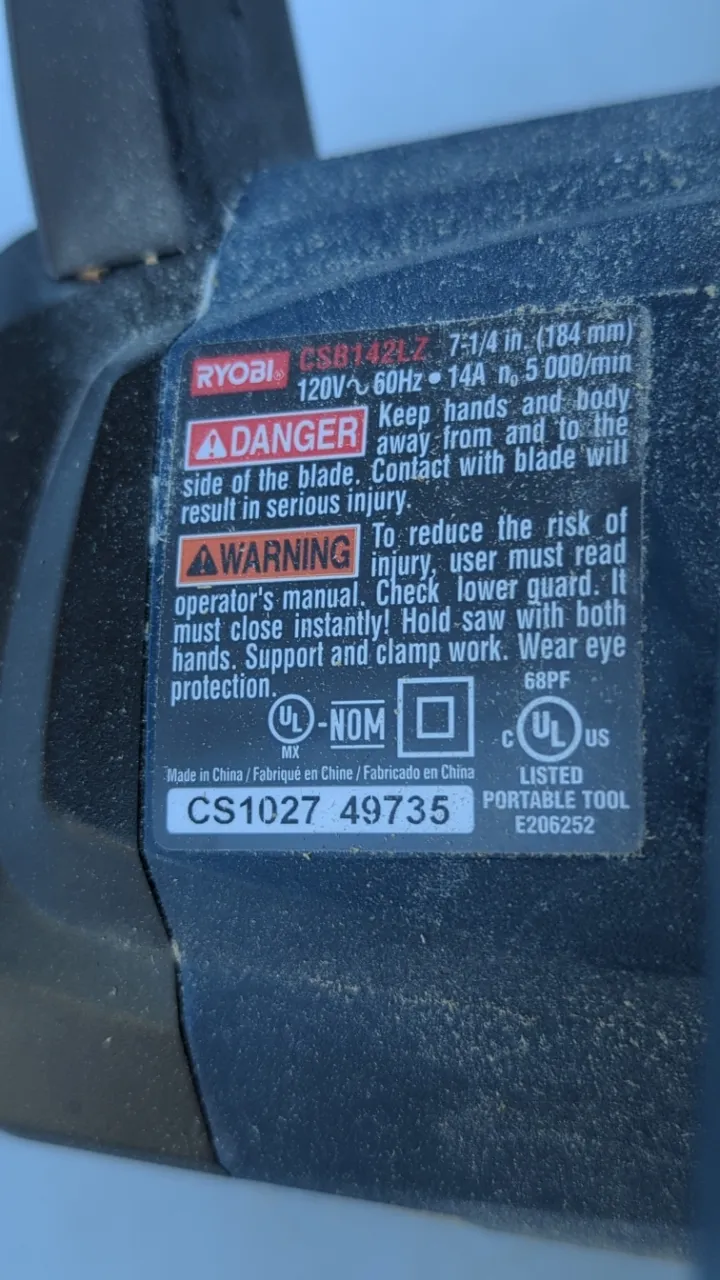 RYOBI® CSB142LZ 7-1/4 in. (184 mm)
120V~60Hz • 14A n₀ 5 000/min
DANGER Keep hands and body
away from and to the
side of the blade. Contact with blade will
result in serious injury.
WARNING To reduce the risk of
injury, user must read
operator's manual. Check lower guard. It
must close instantly! Hold saw with both
hands. Support and clamp work. Wear eye
protection.
68PF
UL-NOM
MX
C UL US
Made in China / Fabriqué en Chine / Fabricado en China
LISTED
PORTABLE TOOL
E206252
CS1027 49735